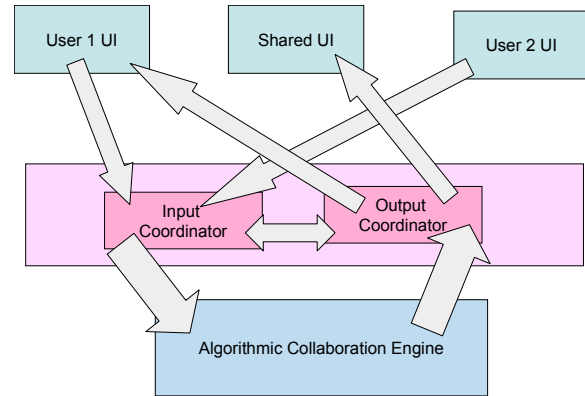 User 1 UI
Shared UI
User 2 UI
Input
Coordinator
Output
Coordinator
Algorithmic Collaboration Engine